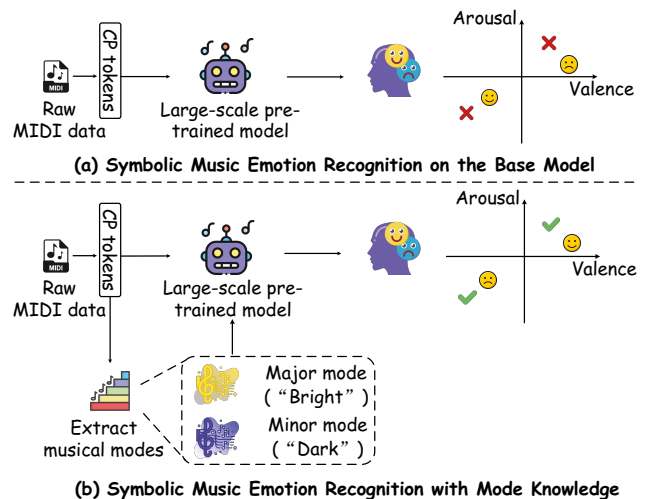 Arousal
CP tokens
MIDI
Valence
Raw
MIDI data
Large-scale pre-
trained model
(a) Symbolic Music Emotion Recognition on the Base Model
Arousal
CP tokens
MIDI
Valence
Raw
MIDI data
Large-scale pre-
trained model
Major mode
(“Bright”)
Extract
musical modes
Minor mode
(“Dark”)
(b) Symbolic Music Emotion Recognition with Mode Knowledge